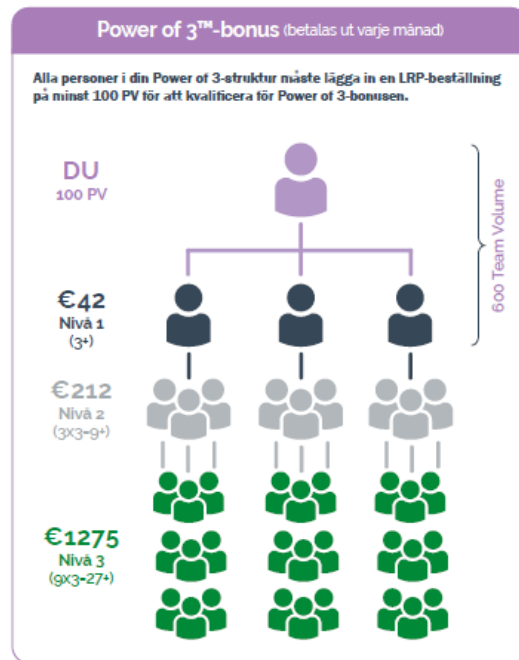 Power of 3™-bonus (betalas ut varje månad)
Alla personer i din Power of 3-struktur måste lägga in en LRP-beställning
på minst 100 PV för att kvalificera för Power of 3-bonusen.
DU
100 PV
600 Team Volume
€42
Nivå 1
(3+)
€212
Nivå 2
(3x3=9+)
€1275
Nivå 3
(9x3=27+)